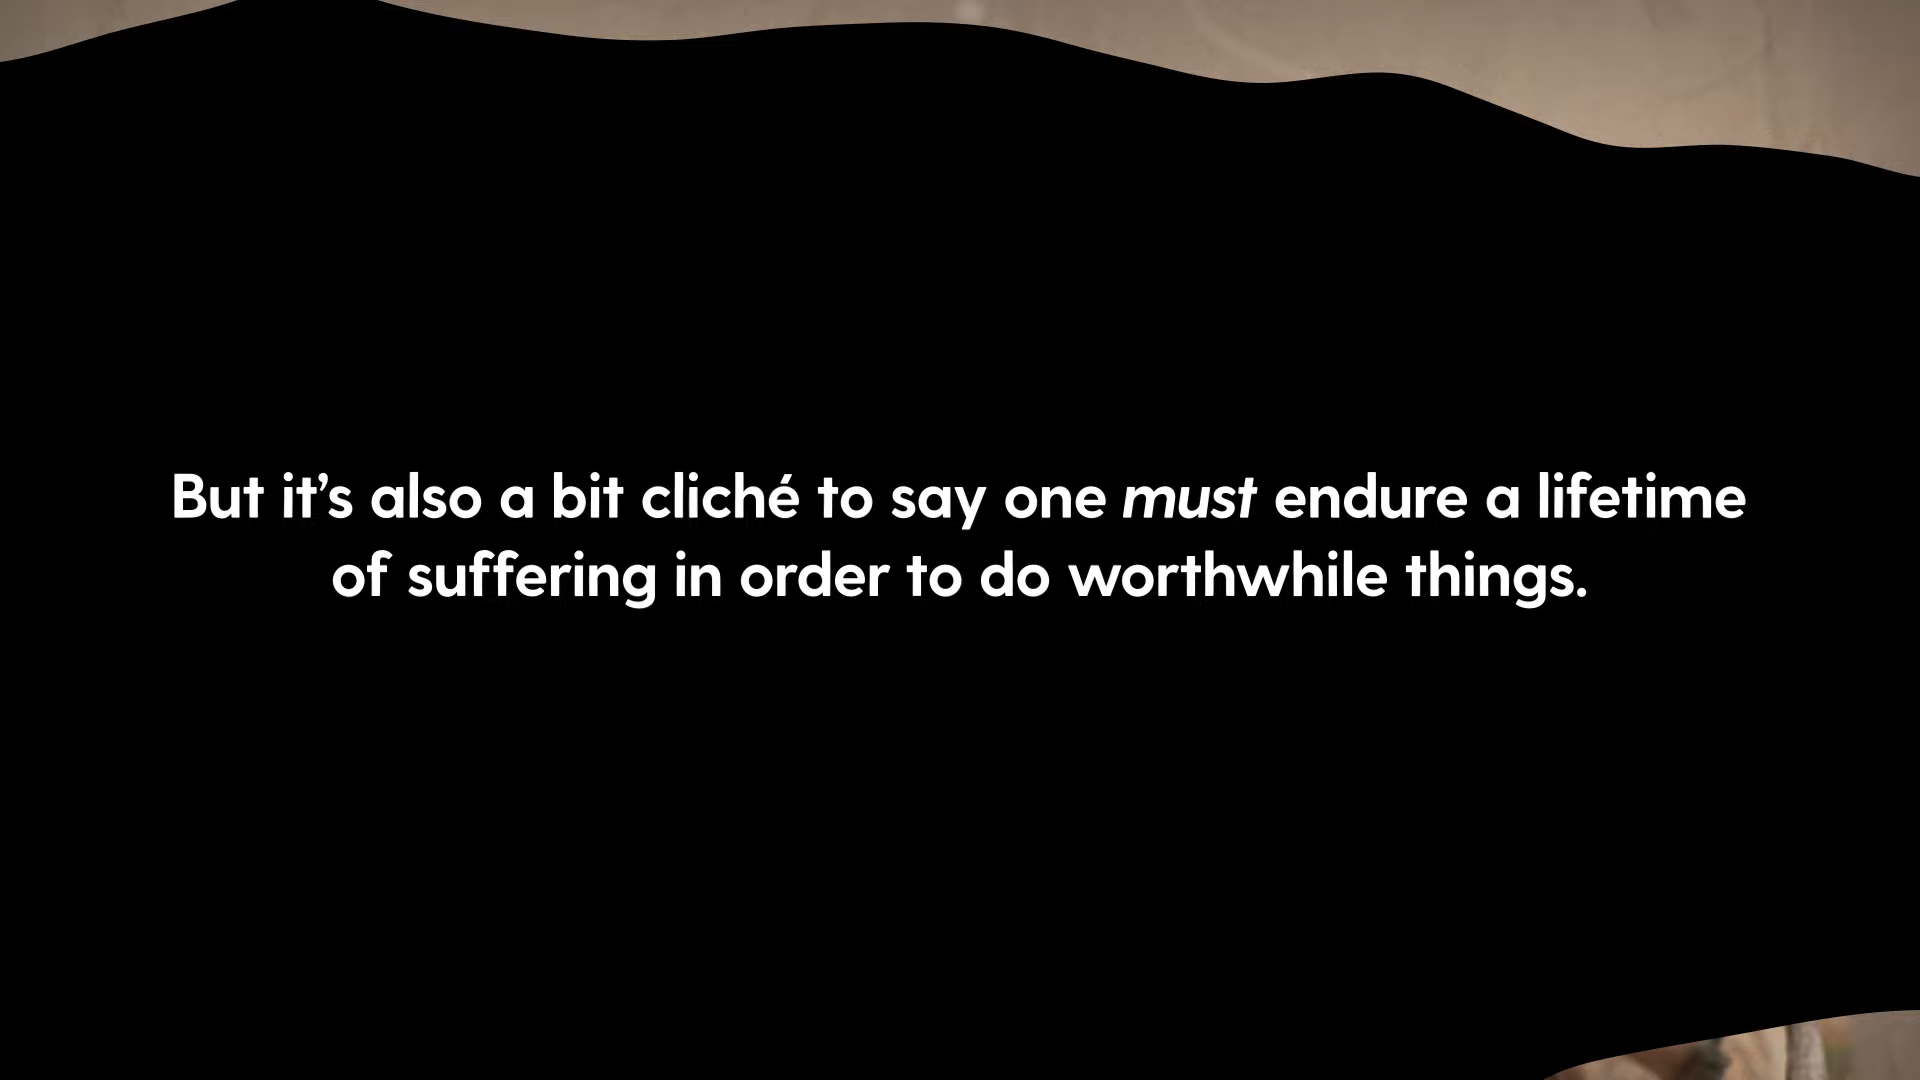 But it’s also a bit cliché to say one must endure a lifetime
of suffering in order to do worthwhile things.